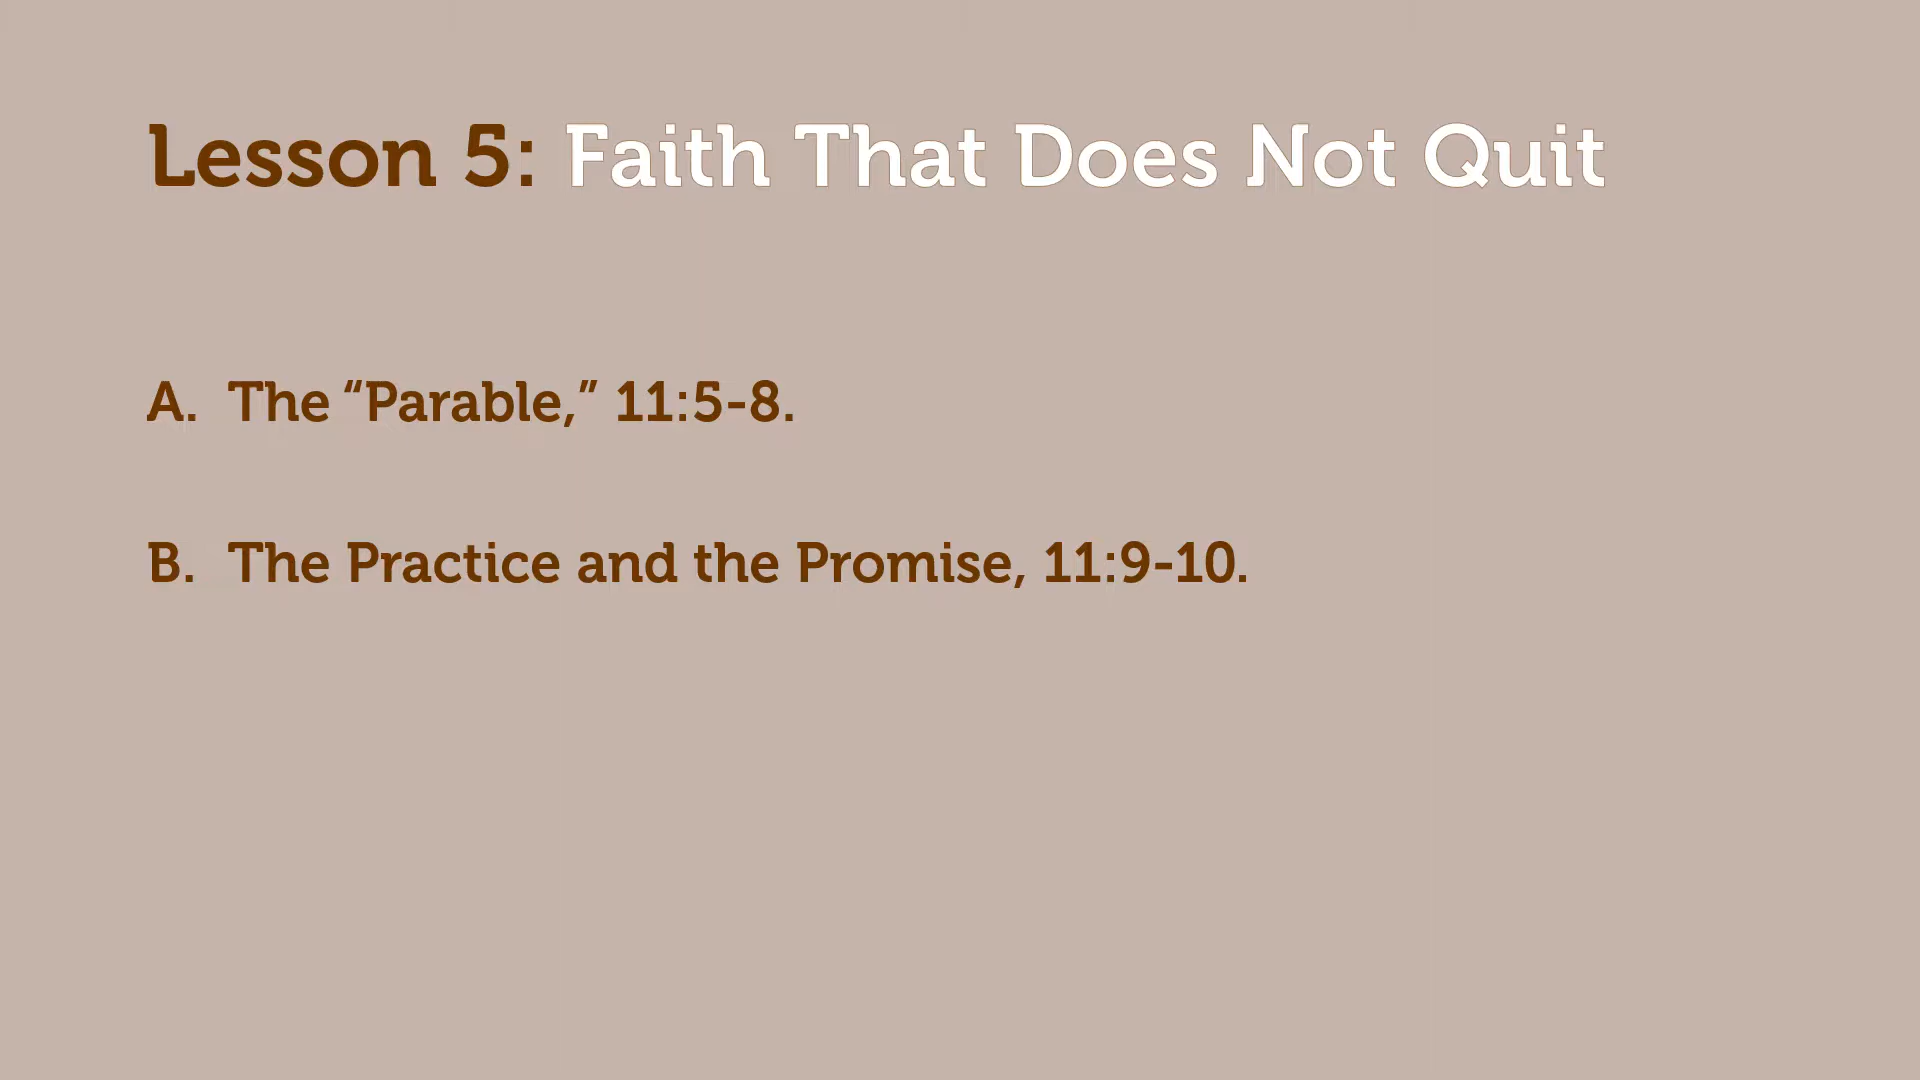 Lesson 5: Faith That Does Not Quit
A. The “Parable,” 11:5-8.
B. The Practice and the Promise, 11:9-10.